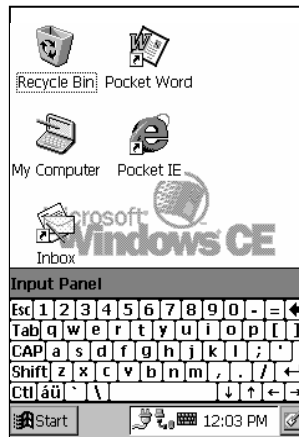 Recycle Bin Pocket Word
My Computer Pocket IE
Microsoft
Windows CE
Inbox
Input Panel
Esc 1 2 3 4 5 6 7 8 9 0 - =
Tab q w e r t y u i o p [ ]
CAP a s d f g h j k l ; '
Shift z x c v b n m , . /
Ctl áü ` \
Start 12:03 PM